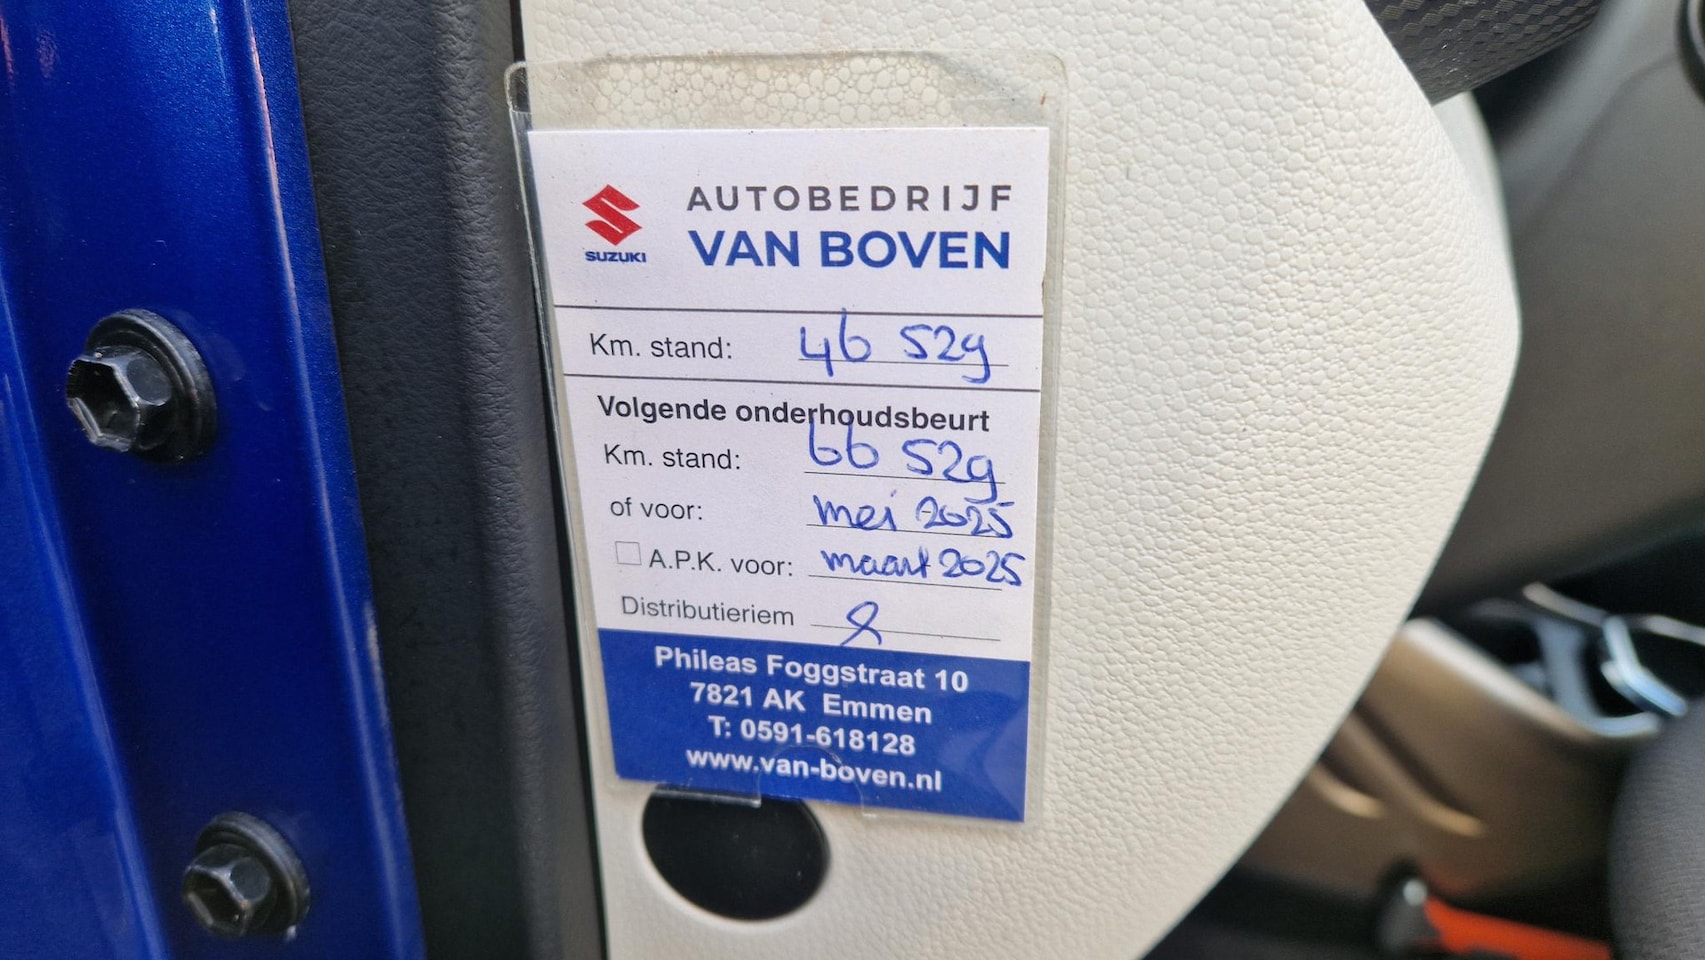 AUTOBEDRIJF
VAN BOVEN
SUZUKI
Km. stand: 46 529
Volgende onderhoudsbeurt
Km. stand: 66 529
of voor: mei 2025
A.P.K. voor: maart 2025
Distributieriem
Phileas Foggstraat 10
7821 AK Emmen
T: 0591-618128
www.van-boven.nl